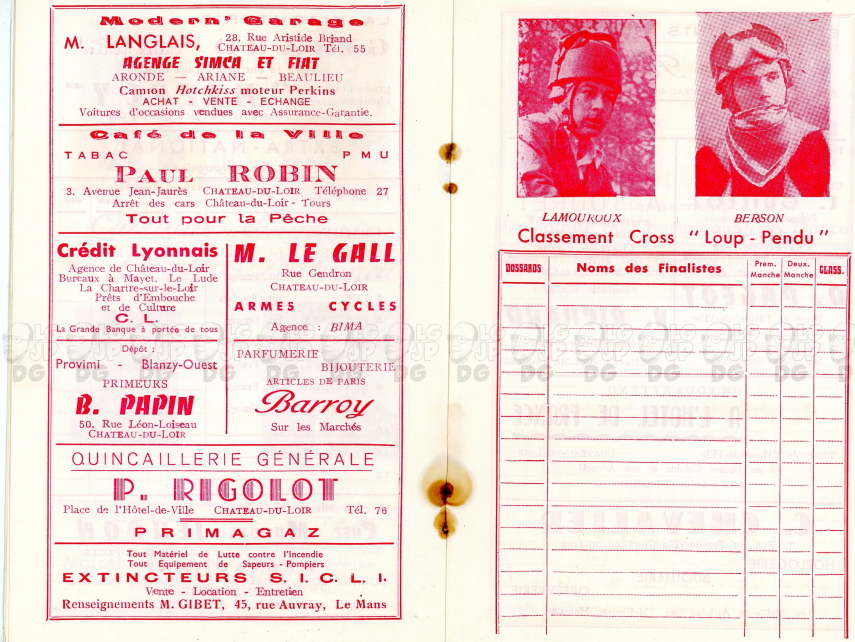 Modern' Garage
M. LANGLAIS, 28, Rue Aristide Briand
CHATEAU-DU-LOIR Tél. 55
AGENGE SIMCA ET FIAT
ARONDE — ARIANE — BEAULIEU
Camion Hotchkiss moteur Perkins
ACHAT - VENTE - ECHANGE
Voitures d'occasions vendues avec Assurance-Garantie.
Café de la Ville
TABAC PMU
PAUL ROBIN
3, Avenue Jean-Jaurès CHATEAU-DU-LOIR Téléphone 27
Arrêt des cars Château-du-Loir - Tours
Tout pour la Pêche
Crédit Lyonnais
Agence de Château-du-Loir
Bureaux à Mayet, Le Lude
La Chartre-sur-le-Loir
Prêts d'Embouche
et de Culture
C. L.
La Grande Banque à portée de tous
M. LE GALL
Rue Gendron
CHATEAU-DU-LOIR
ARMES CYCLES
Agence : BIMA
Dépôt :
Provimi - Blanzy-Ouest
PRIMEURS
B. PAPIN
50, Rue Léon-Loiseau
CHATEAU-DU-LOIR
PARFUMERIE
BIJOUTERIE
ARTICLES DE PARIS
Barroy
Sur les Marchés
QUINCAILLERIE GÉNÉRALE
P. RIGOLOT
Place de l'Hôtel-de-Ville CHATEAU-DU-LOIR Tél. 76
PRIMAGAZ
Tout Matériel de Lutte contre l'Incendie
Tout Equipement de Sapeurs - Pompiers
EXTINCTEURS S.I.C.L.I.
Vente - Location - Entretien
Renseignements M. GIBET, 45, rue Auvray, Le Mans
LAMOUROUX BERSON
Classement Cross "Loup - Pendu"
DOSSARDS Noms des Finalistes Prem. Manche Deux. Manche CLASS.